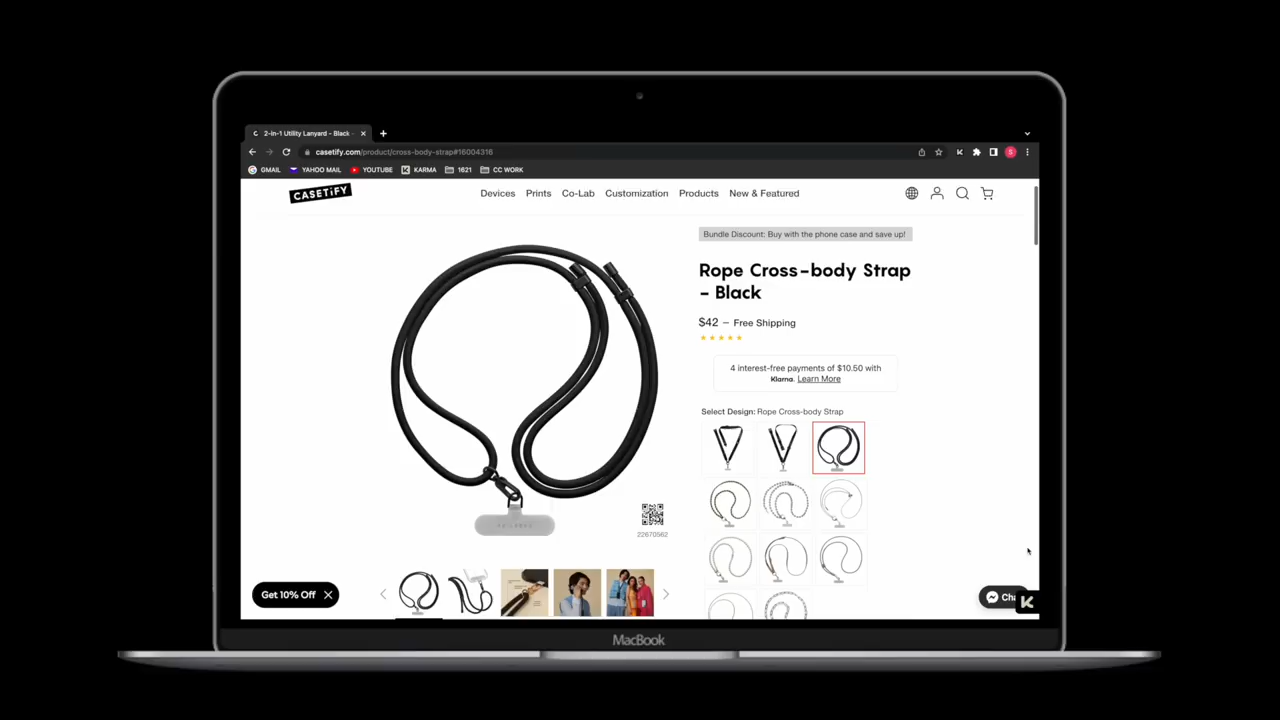 2-in-1 Utility Lanyard - Black -
casetify.com/product/cross-body-strap#16004316
GMAIL YAHOO MAIL YOUTUBE KARMA 1621 CC WORK
CASETiFY
Devices Prints Co-Lab Customization Products New & Featured
Bundle Discount: Buy with the phone case and save up!
Rope Cross-body Strap
- Black
$42 – Free Shipping
4 interest-free payments of $10.50 with
Klarna. Learn More
Select Design: Rope Cross-body Strap
22670562
Get 10% Off
Cha
MacBook